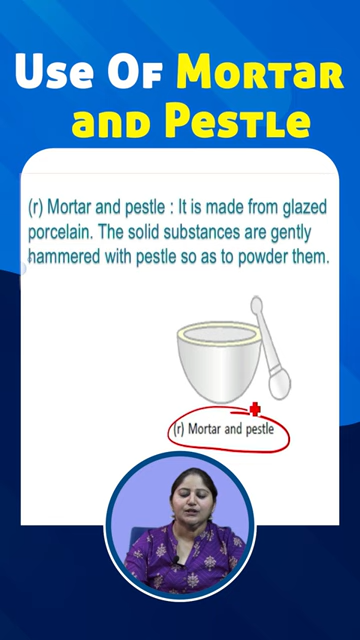 Use Of Mortar
and Pestle
(r) Mortar and pestle : It is made from glazed
porcelain. The solid substances are gently
hammered with pestle so as to powder them.
(r) Mortar and pestle